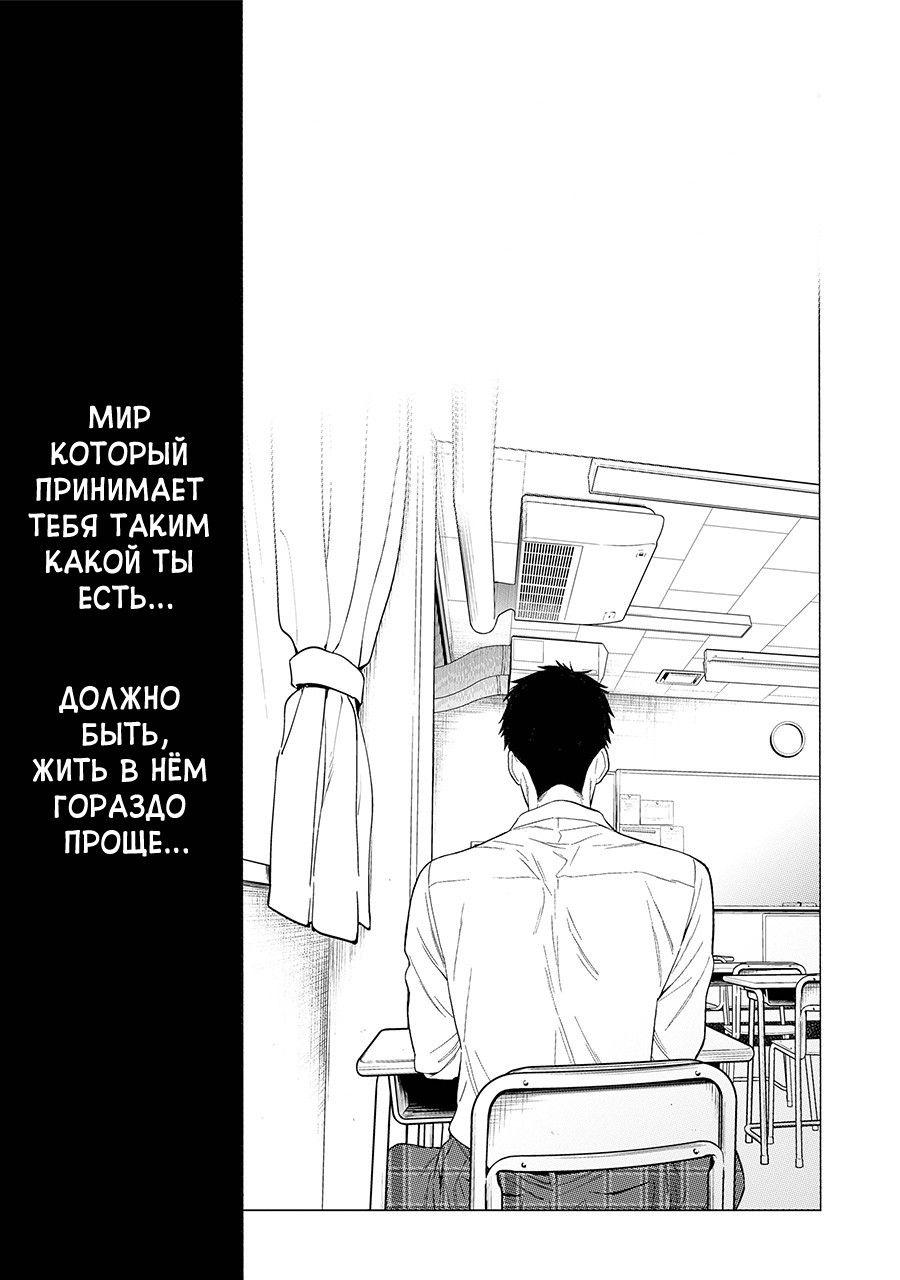 МИР
КОТОРЫЙ
ПРИНИМАЕТ
ТЕБЯ ТАКИМ
КАКОЙ ТЫ
ЕСТЬ...
ДОЛЖНО
БЫТЬ,
ЖИТЬ В НЁМ
ГОРАЗДО
ПРОЩЕ...